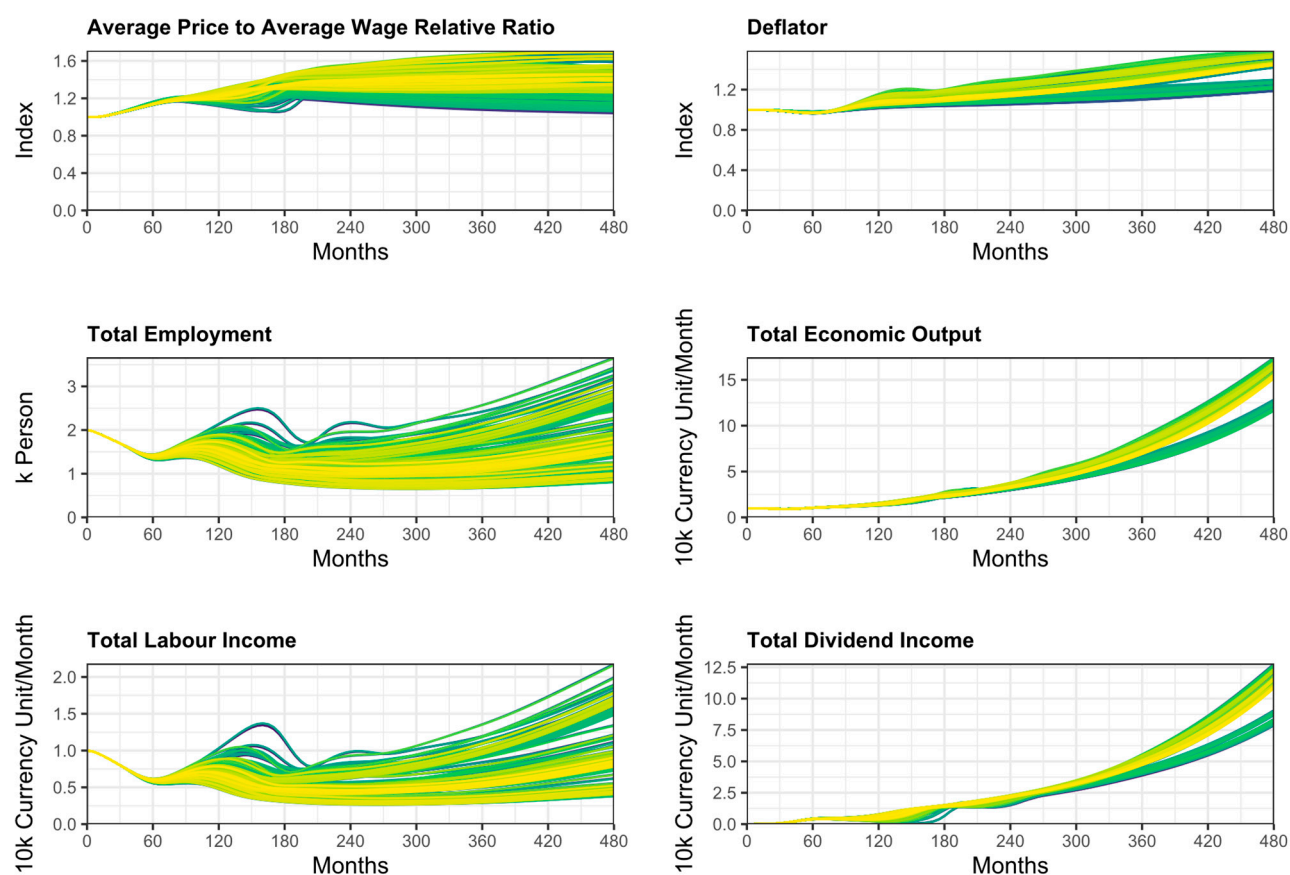 Average Price to Average Wage Relative Ratio
Index
1.6
1.2
0.8
0.4
0.0
0 60 120 180 240 300 360 420 480
Months
Deflator
Index
1.2
0.8
0.4
0.0
0 60 120 180 240 300 360 420 480
Months
Total Employment
k Person
3
2
1
0
0 60 120 180 240 300 360 420 480
Months
Total Economic Output
10k Currency Unit/Month
15
10
5
0
0 60 120 180 240 300 360 420 480
Months
Total Labour Income
10k Currency Unit/Month
2.0
1.5
1.0
0.5
0.0
0 60 120 180 240 300 360 420 480
Months
Total Dividend Income
10k Currency Unit/Month
12.5
10.0
7.5
5.0
2.5
0.0
0 60 120 180 240 300 360 420 480
Months